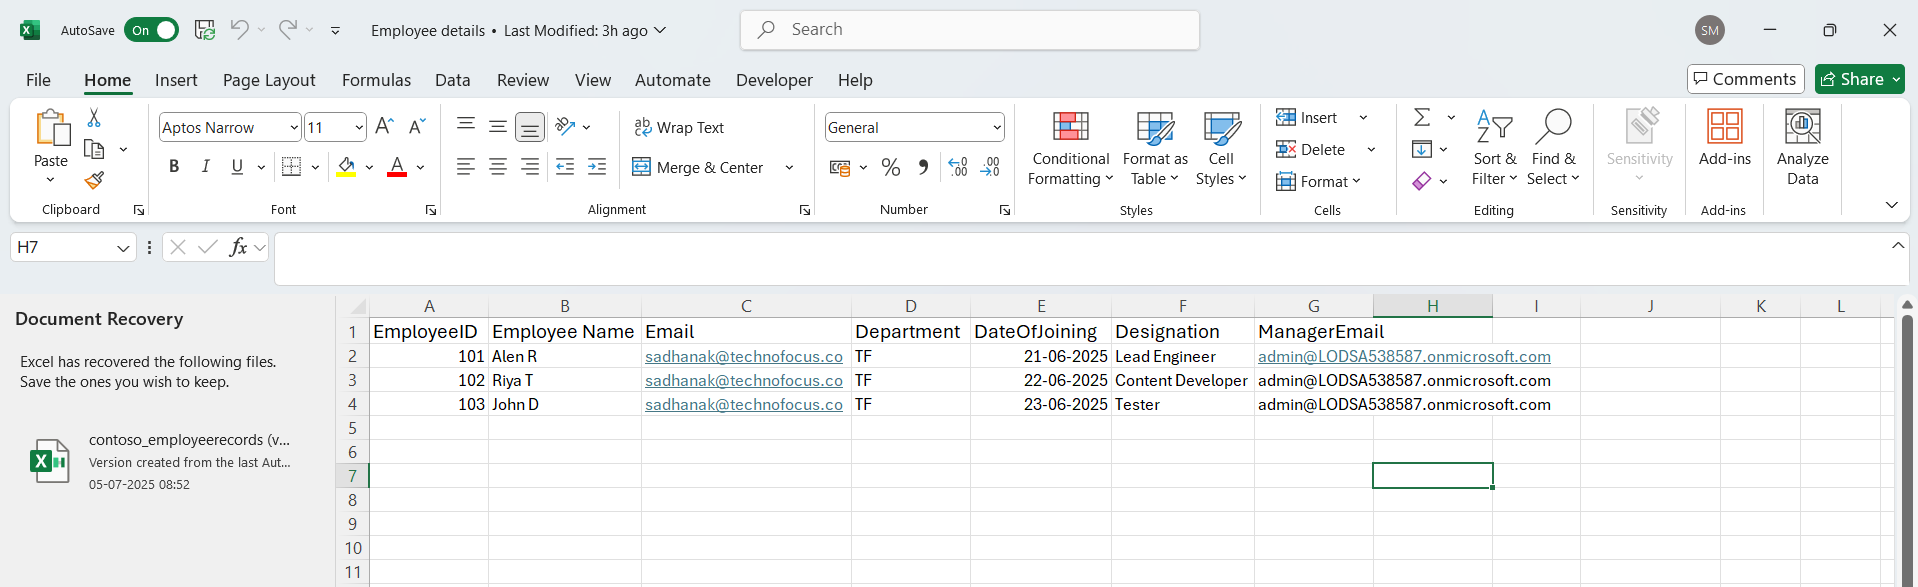 AutoSave On Employee details • Last Modified: 3h ago Search SM
File Home Insert Page Layout Formulas Data Review View Automate Developer Help Comments Share
Paste
Clipboard
Aptos Narrow 11
B I U A
Font
Wrap Text
Merge & Center
Alignment
General
Number
Conditional Formatting
Format as Table
Cell Styles
Styles
Insert
Delete
Format
Cells
Sort & Filter
Find & Select
Editing
Sensitivity
Sensitivity
Add-ins
Add-ins
Analyze Data
H7 fx
Document Recovery
Excel has recovered the following files.
Save the ones you wish to keep.
contoso_employeerecords (v...
Version created from the last Aut...
05-07-2025 08:52
A B C D E F G H I J K L
1 EmployeeID Employee Name Email Department DateOfJoining Designation ManagerEmail
2 101 Alen R sadhanak@technofocus.co TF 21-06-2025 Lead Engineer admin@LODSA538587.onmicrosoft.com
3 102 Riya T sadhanak@technofocus.co TF 22-06-2025 Content Developer admin@LODSA538587.onmicrosoft.com
4 103 John D sadhanak@technofocus.co TF 23-06-2025 Tester admin@LODSA538587.onmicrosoft.com
5
6
7
8
9
10
11